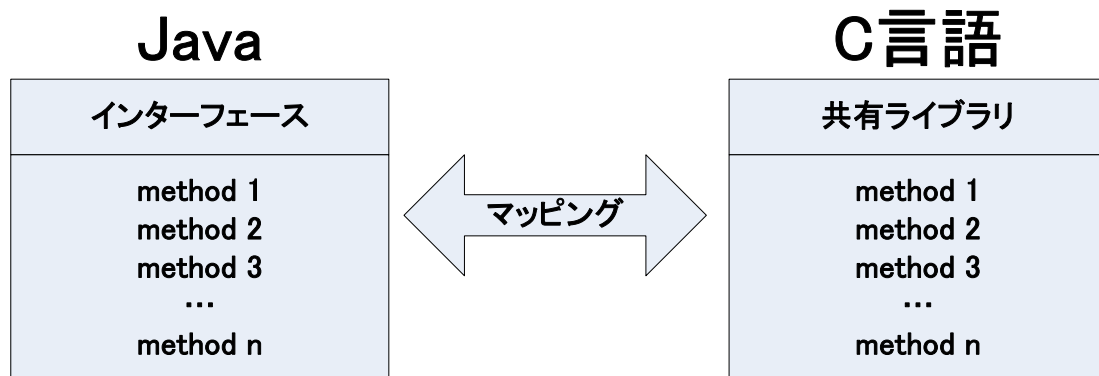 Java
インターフェース
method 1
method 2
method 3
…
method n
マッピング
C言語
共有ライブラリ
method 1
method 2
method 3
…
method n